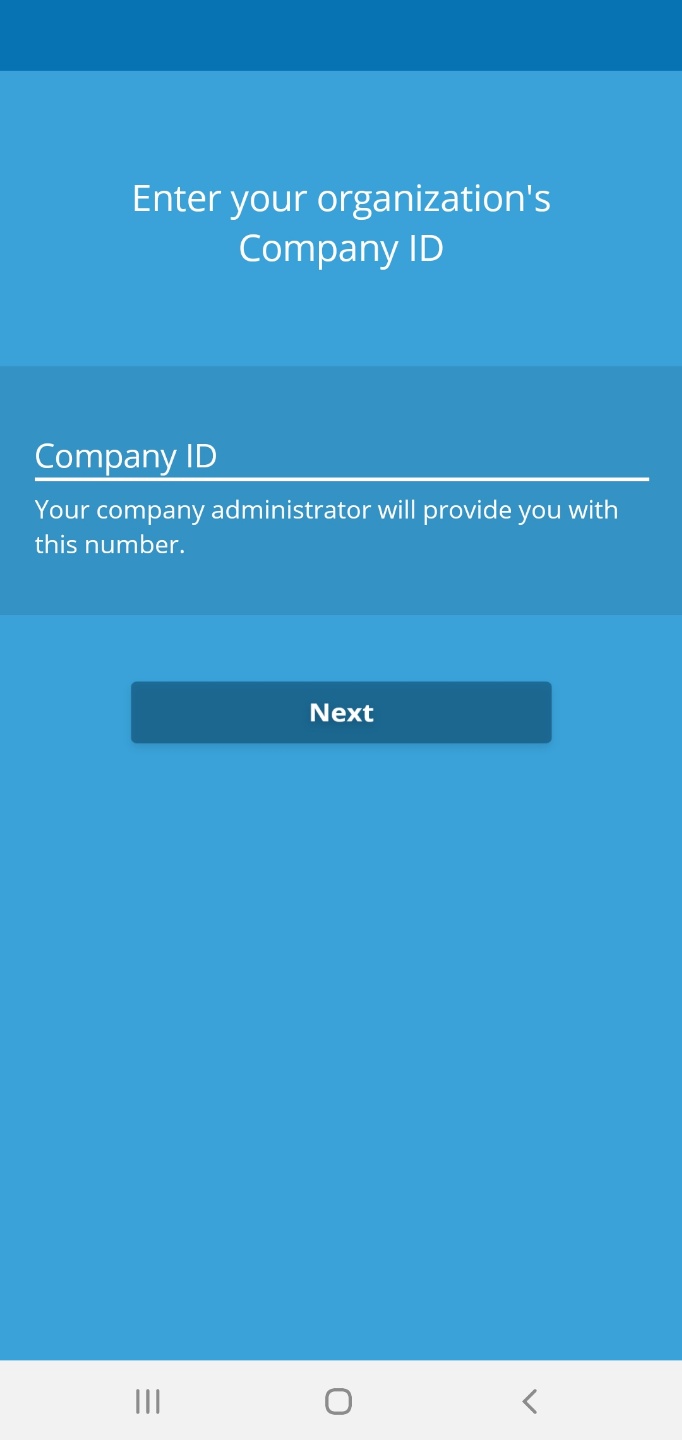 Enter your organization's
Company ID
Company ID
Your company administrator will provide you with
this number.
Next